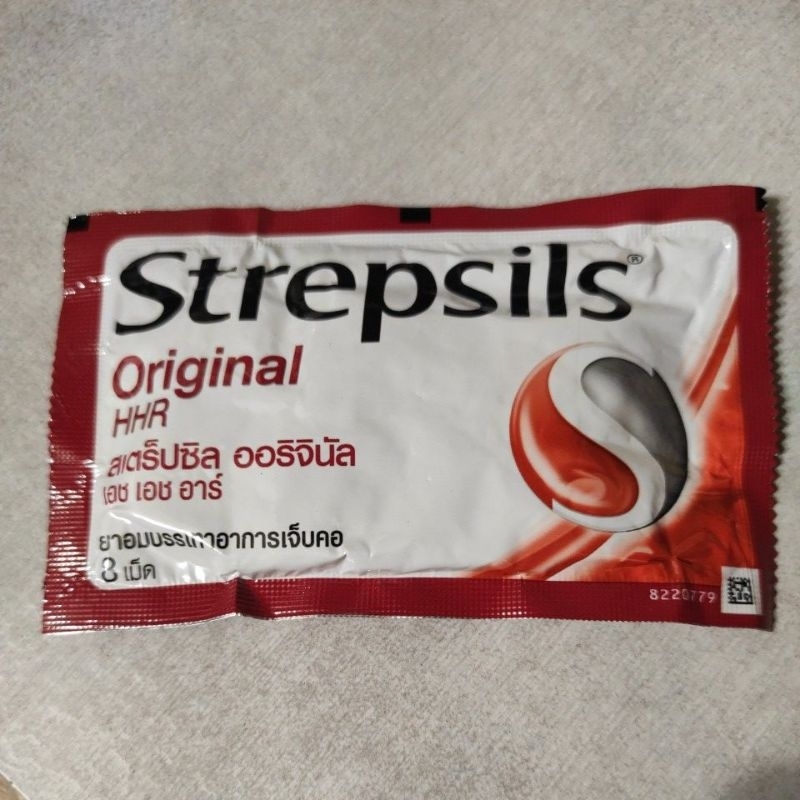 Strepsils®
Original
HHR
สเตร็ปซิล ออริจินัล
เอช เอช อาร์
ยาอมบรรเทาอาการเจ็บคอ
8 เม็ด
8220779